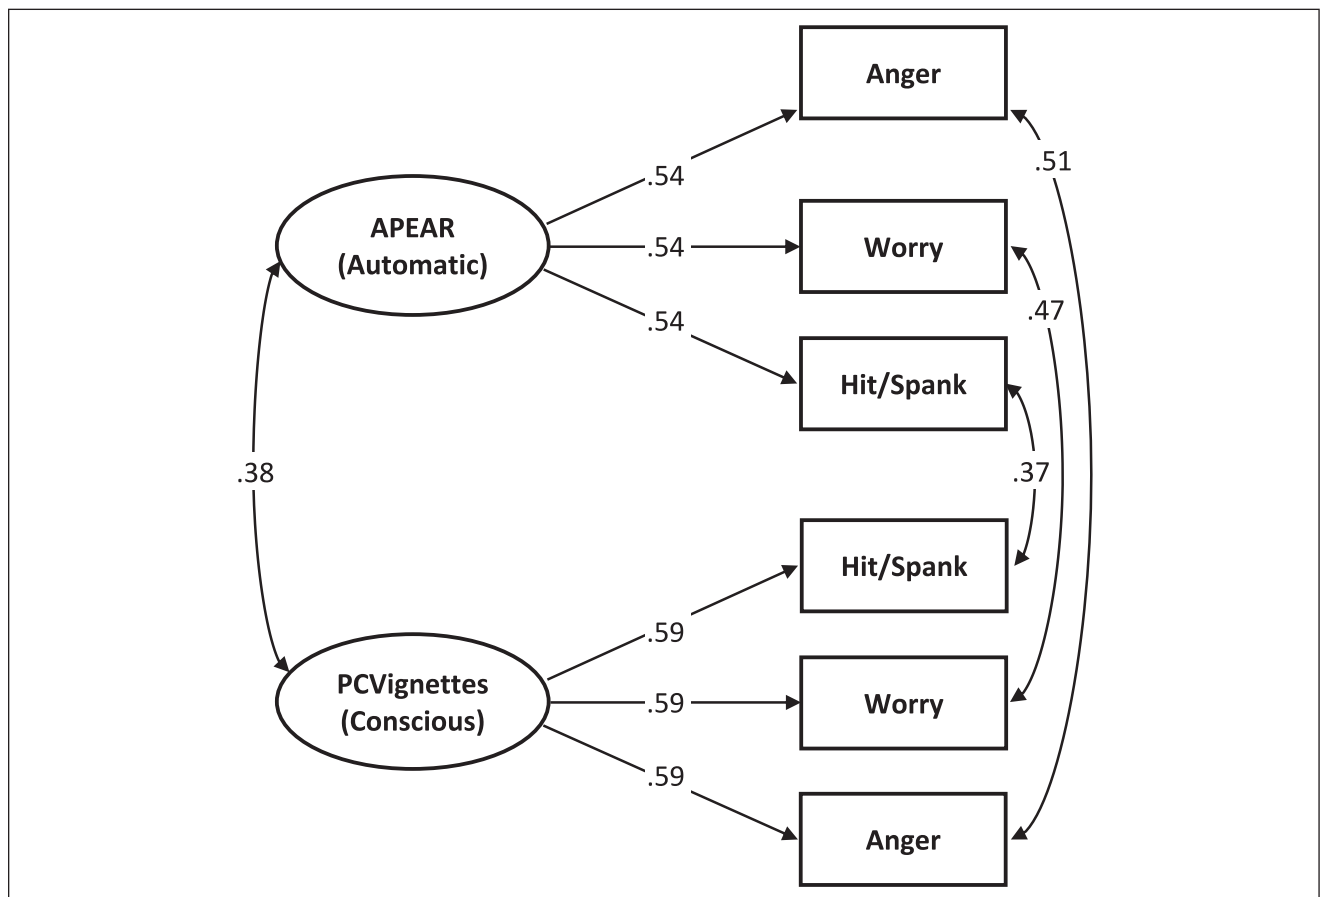 Anger
.54
.51
APEAR
(Automatic)
.54
Worry
.54
.47
Hit/Spank
.38
.37
Hit/Spank
.59
PCVignettes
(Conscious)
.59
Worry
.59
Anger